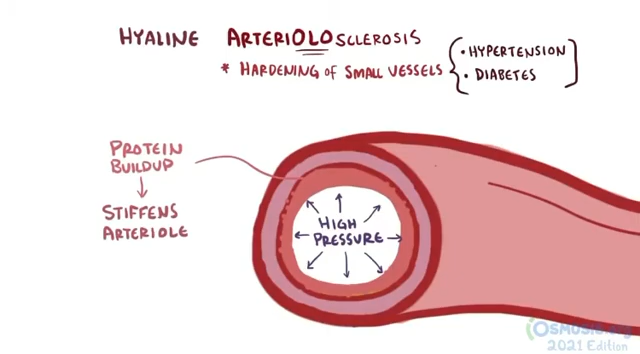 HYALINE ARTERIOLOSCLEROSIS
* HARDENING OF SMALL VESSELS
• HYPERTENSION
• DIABETES
PROTEIN
BUILDUP
STIFFENS
ARTERIOLE
HIGH
PRESSURE
OSMOSIS.org
2021 Edition